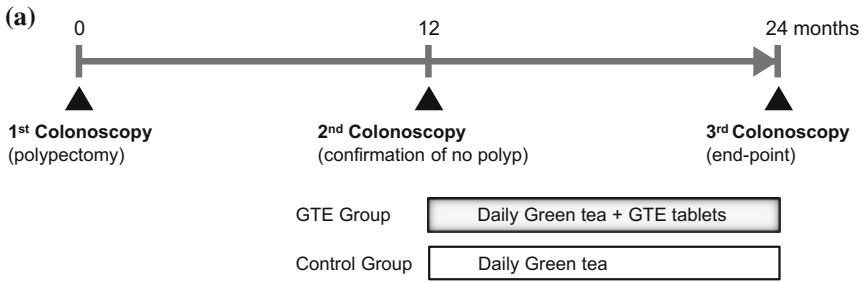 (a)
0 12 24 months
1st Colonoscopy 2nd Colonoscopy 3rd Colonoscopy
(polypectomy) (confirmation of no polyp) (end-point)
GTE Group Daily Green tea + GTE tablets
Control Group Daily Green tea